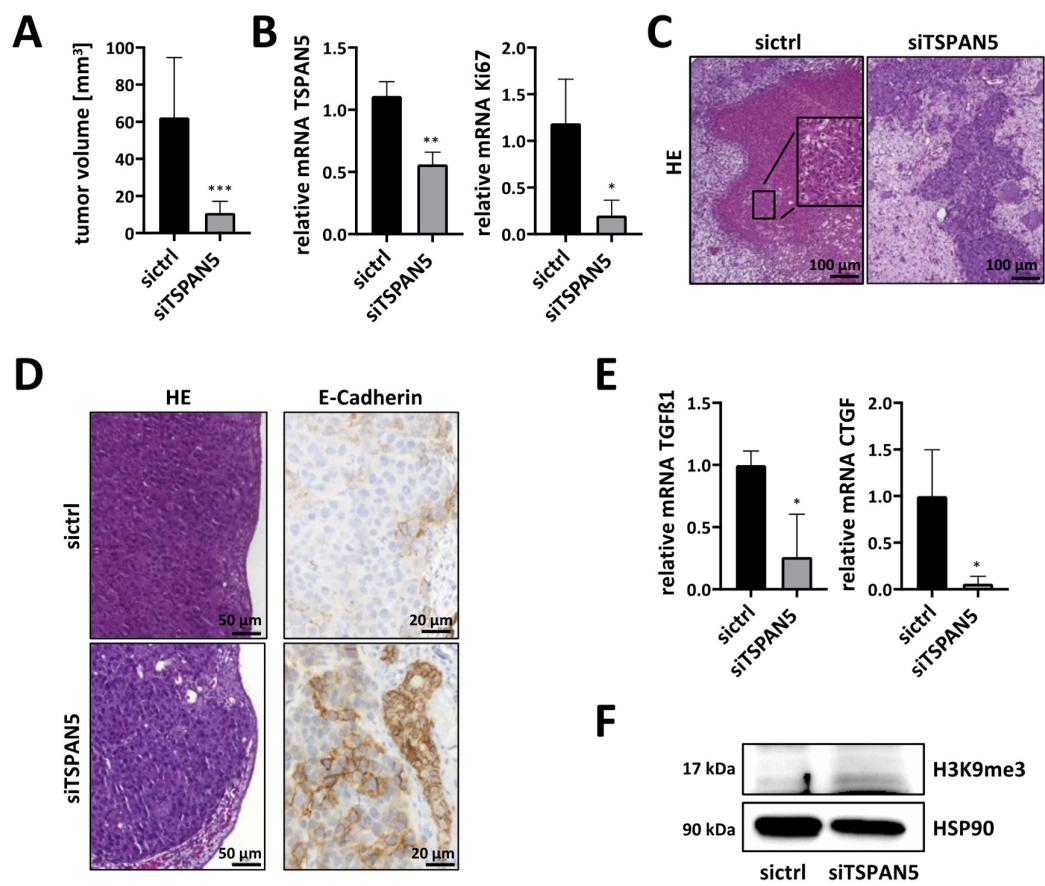 A
tumor volume [mm³]
100
80
60
40
20
0
***
sictrl
siTSPAN5
B
relative mRNA TSPAN5
1.5
1.0
0.5
0.0
**
sictrl
siTSPAN5
relative mRNA Ki67
2.0
1.5
1.0
0.5
0.0
*
sictrl
siTSPAN5
C
sictrl
siTSPAN5
HE
100 µm
100 µm
D
HE
E-Cadherin
sictrl
50 µm
20 µm
siTSPAN5
50 µm
20 µm
E
relative mRNA TGFß1
1.5
1.0
0.5
0.0
*
sictrl
siTSPAN5
relative mRNA CTGF
2.0
1.5
1.0
0.5
0.0
*
sictrl
siTSPAN5
F
17 kDa
H3K9me3
90 kDa
HSP90
sictrl
siTSPAN5